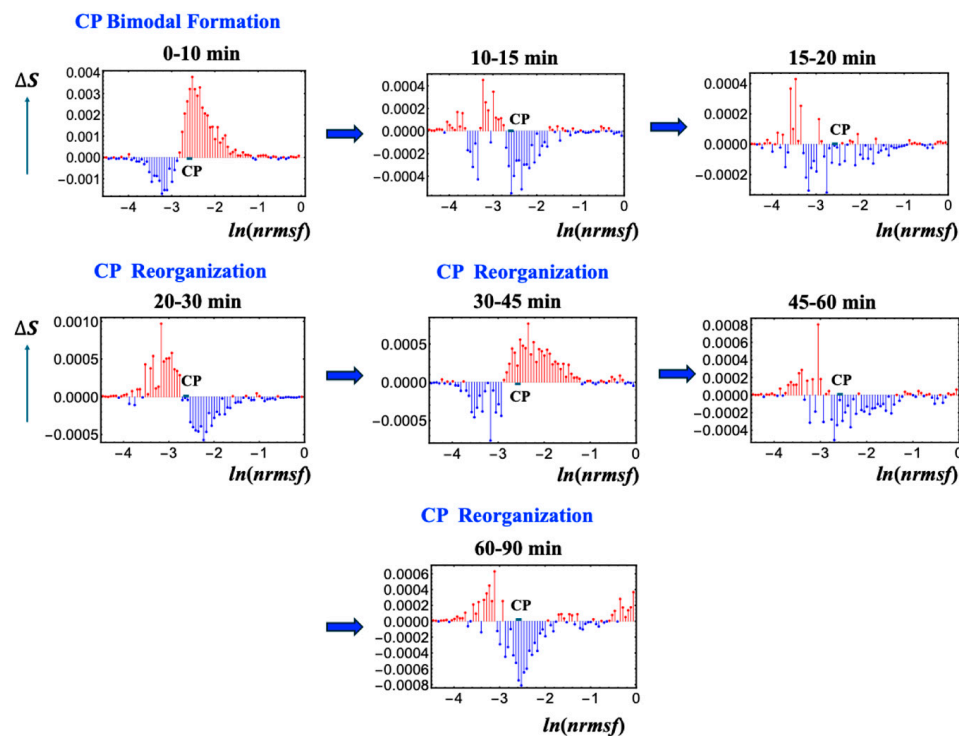 CP Bimodal Formation
0-10 min
10-15 min
15-20 min
ΔS
0.004
0.003
0.002
0.001
0.000
−0.001
CP
−4 −3 −2 −1 0
ln(nrmsf)
0.0004
0.0002
0.0000
−0.0002
−0.0004
CP
−4 −3 −2 −1 0
ln(nrmsf)
0.0004
0.0002
0.0000
−0.0002
CP
−4 −3 −2 −1 0
ln(nrmsf)
CP Reorganization
CP Reorganization
20-30 min
30-45 min
45-60 min
ΔS
0.0010
0.0005
0.0000
−0.0005
CP
−4 −3 −2 −1 0
ln(nrmsf)
0.0005
0.0000
−0.0005
CP
−4 −3 −2 −1 0
ln(nrmsf)
0.0008
0.0006
0.0004
0.0002
0.0000
−0.0002
−0.0004
CP
−4 −3 −2 −1 0
ln(nrmsf)
CP Reorganization
60-90 min
0.0006
0.0004
0.0002
0.0000
−0.0002
−0.0004
−0.0006
−0.0008
CP
−4 −3 −2 −1 0
ln(nrmsf)